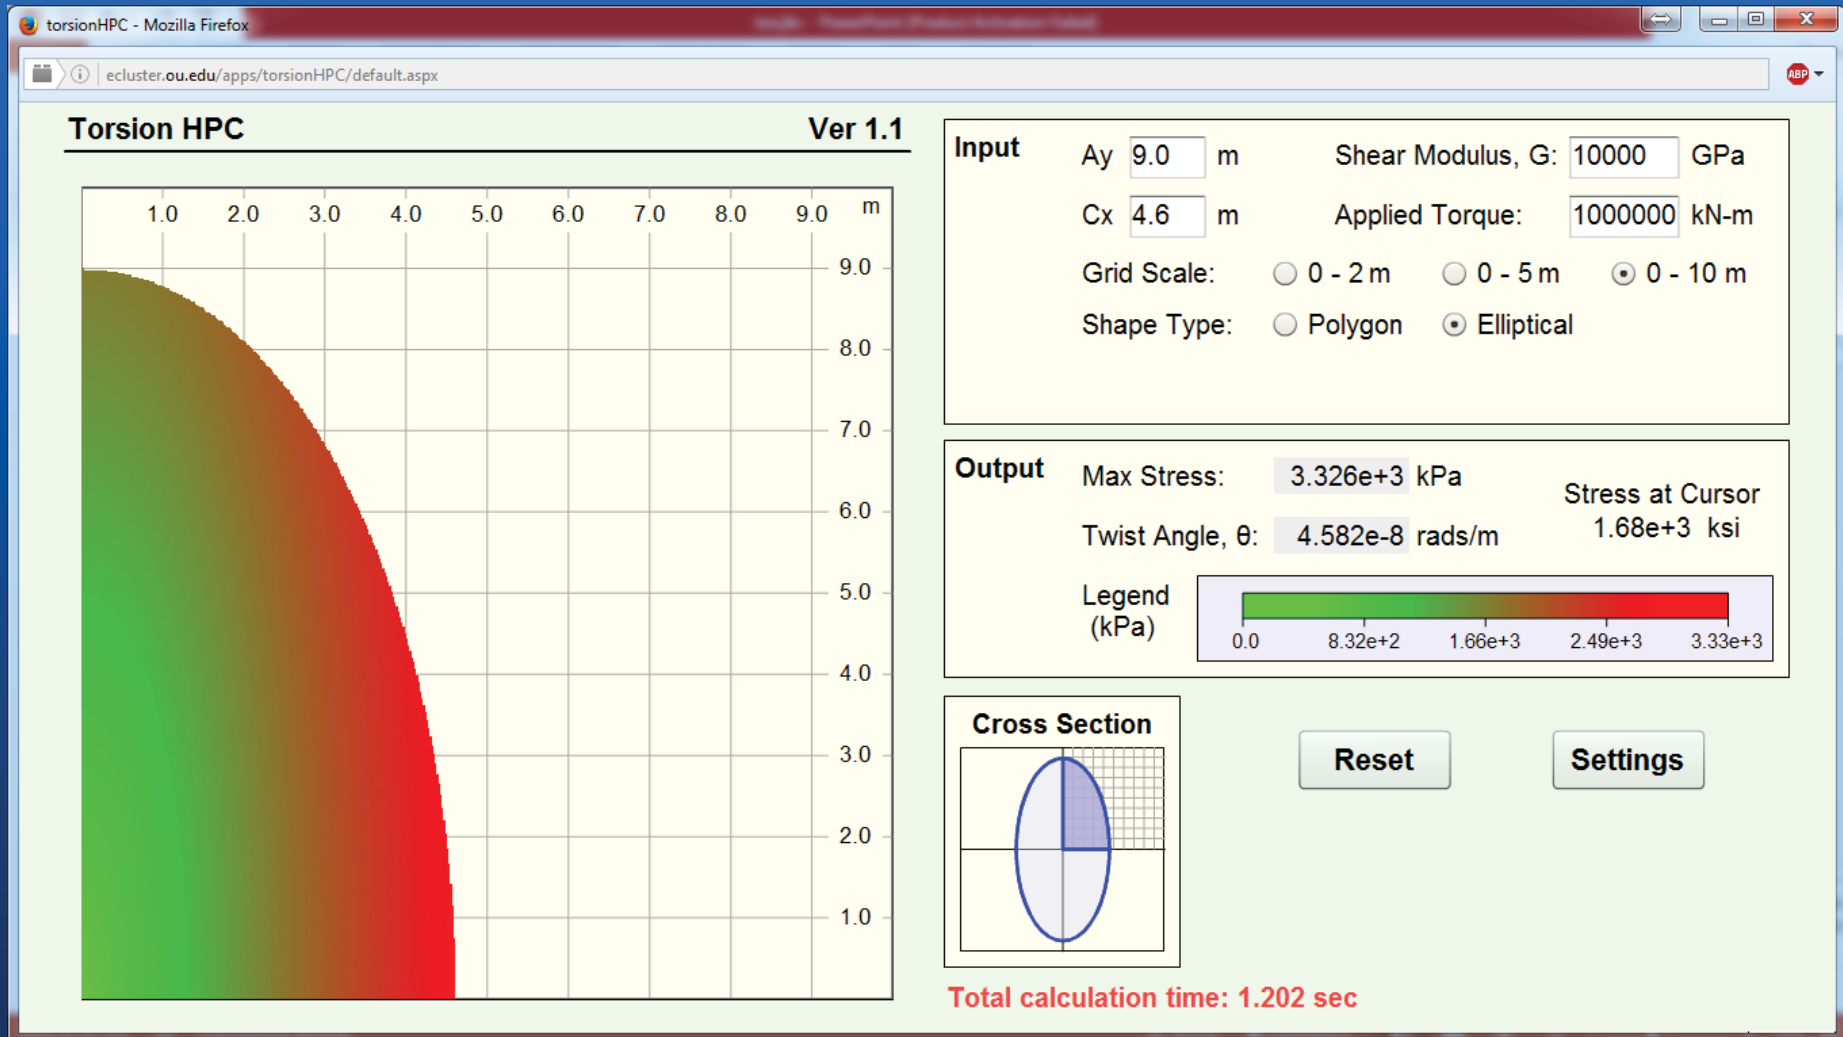 torsionHPC - Mozilla Firefox
ecluster.ou.edu/apps/torsionHPC/default.aspx
ABP
Torsion HPC Ver 1.1
1.0 2.0 3.0 4.0 5.0 6.0 7.0 8.0 9.0 m
9.0
8.0
7.0
6.0
5.0
4.0
3.0
2.0
1.0
Input
Ay 9.0 m Shear Modulus, G: 10000 GPa
Cx 4.6 m Applied Torque: 1000000 kN-m
Grid Scale: 0 - 2 m 0 - 5 m 0 - 10 m
Shape Type: Polygon Elliptical
Output
Max Stress: 3.326e+3 kPa
Twist Angle, θ: 4.582e-8 rads/m
Stress at Cursor
1.68e+3 ksi
Legend
(kPa)
0.0 8.32e+2 1.66e+3 2.49e+3 3.33e+3
Cross Section
Reset Settings
Total calculation time: 1.202 sec